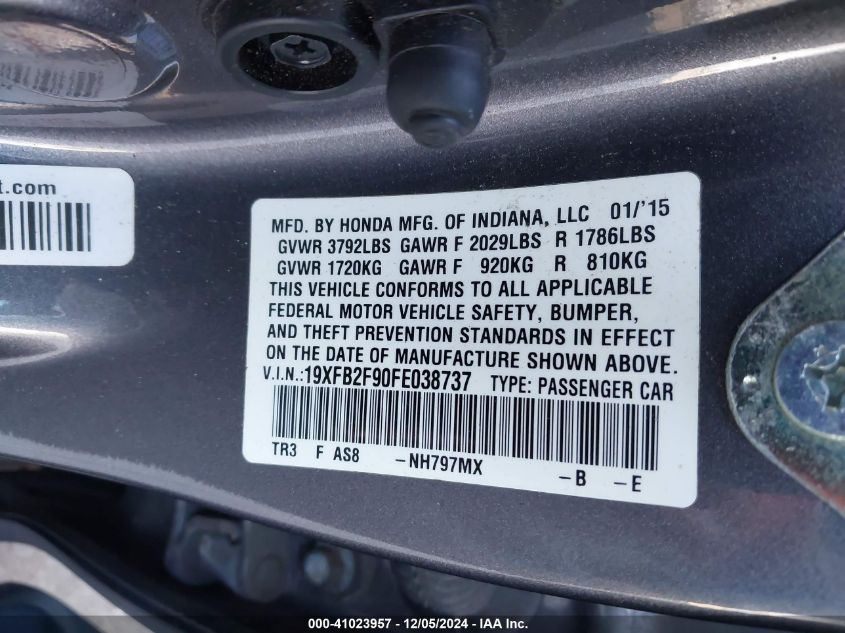 t.com
MFD. BY HONDA MFG. OF INDIANA, LLC 01/'15
GVWR 3792LBS GAWR F 2029LBS R 1786LBS
GVWR 1720KG GAWR F 920KG R 810KG
THIS VEHICLE CONFORMS TO ALL APPLICABLE
FEDERAL MOTOR VEHICLE SAFETY, BUMPER,
AND THEFT PREVENTION STANDARDS IN EFFECT
ON THE DATE OF MANUFACTURE SHOWN ABOVE.
V.I.N.:19XFB2F90FE038737 TYPE: PASSENGER CAR
TR3 F AS8 -NH797MX -B -E
000-41023957 - 12/05/2024 - IAA Inc.